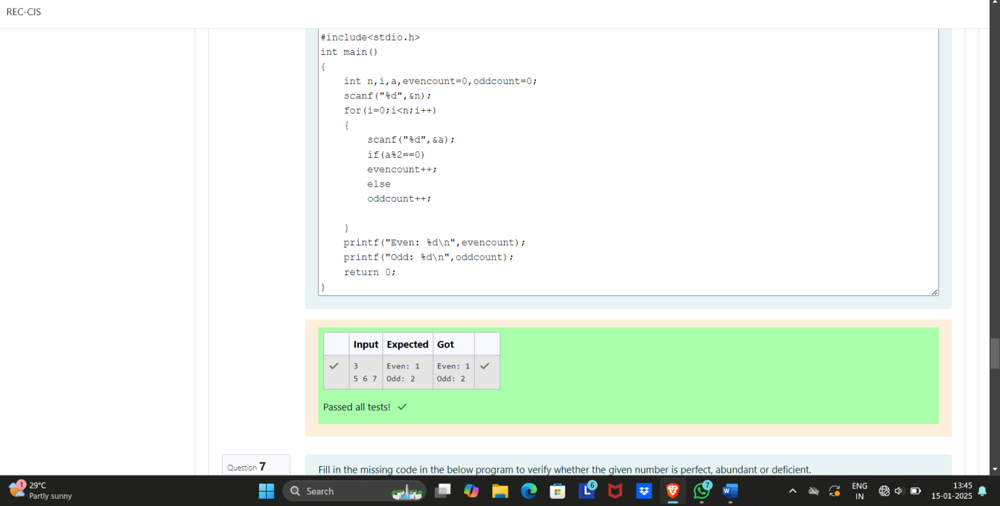 REC-CIS
#include<stdio.h>
int main()
{
    int n,i,a,evencount=0,oddcount=0;
    scanf("%d",&n);
    for(i=0;i<n;i++)
    {
        scanf("%d",&a);
        if(a%2==0)
        evencount++;
        else
        oddcount++;
    }
    printf("Even: %d\n",evencount);
    printf("Odd: %d\n",oddcount);
    return 0;
}
Input Expected Got
3 Even: 1 Even: 1
5 6 7 Odd: 2 Odd: 2
Passed all tests!
Question 7
Fill in the missing code in the below program to verify whether the given number is perfect, abundant or deficient.
1
29°C
Partly sunny
Search
L
6
7
W
ENG
IN
13:45
15-01-2025